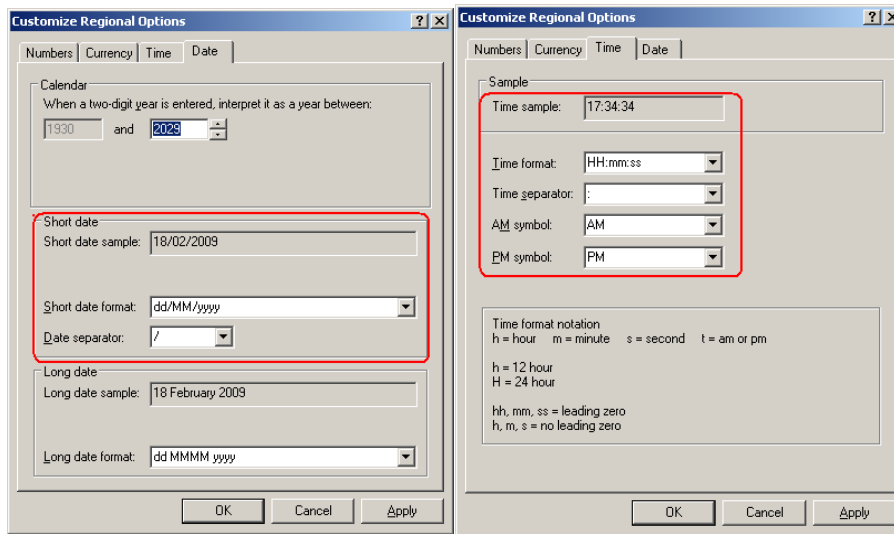 Customize Regional Options
Numbers Currency Time Date
Calendar
When a two-digit year is entered, interpret it as a year between:
1930 and 2029
Short date
Short date sample: 18/02/2009
Short date format: dd/MM/yyyy
Date separator: /
Long date
Long date sample: 18 February 2009
Long date format: dd MMMM yyyy
OK Cancel Apply
Customize Regional Options
Numbers Currency Time Date
Sample
Time sample: 17:34:34
Time format: HH:mm:ss
Time separator: :
AM symbol: AM
PM symbol: PM
Time format notation
h = hour m = minute s = second t = am or pm
h = 12 hour
H = 24 hour
hh, mm, ss = leading zero
h, m, s = no leading zero
OK Cancel Apply